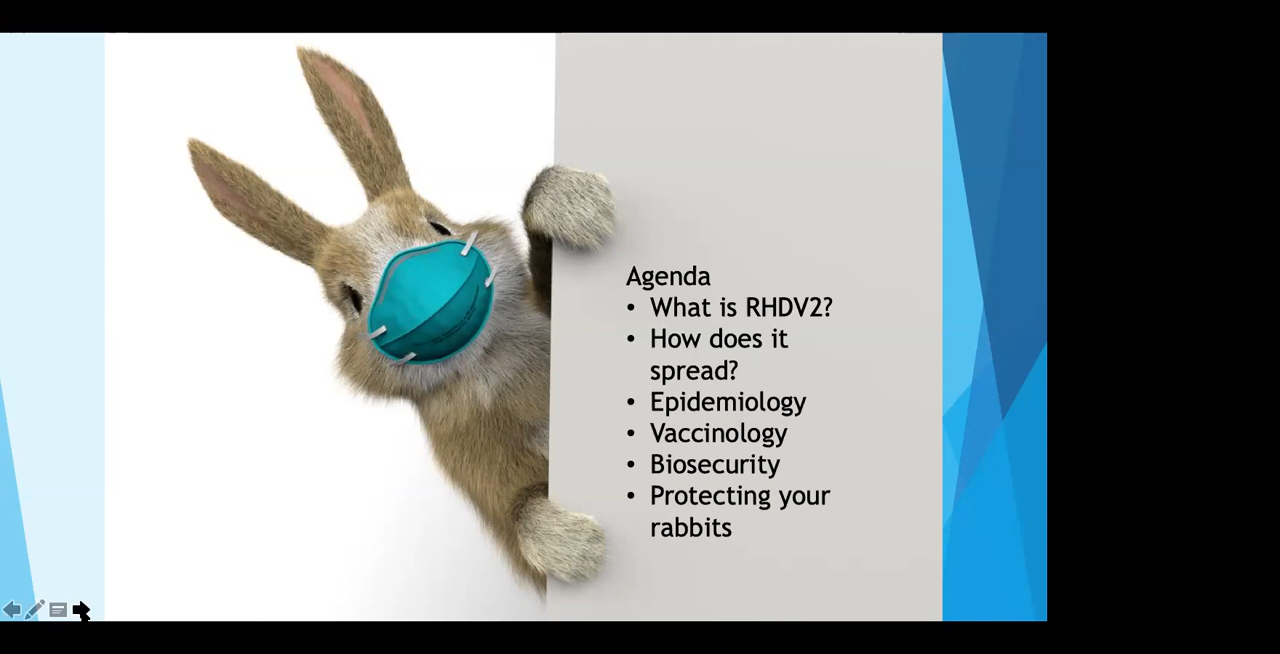 Agenda
• What is RHDV2?
• How does it
spread?
• Epidemiology
• Vaccinology
• Biosecurity
• Protecting your
rabbits